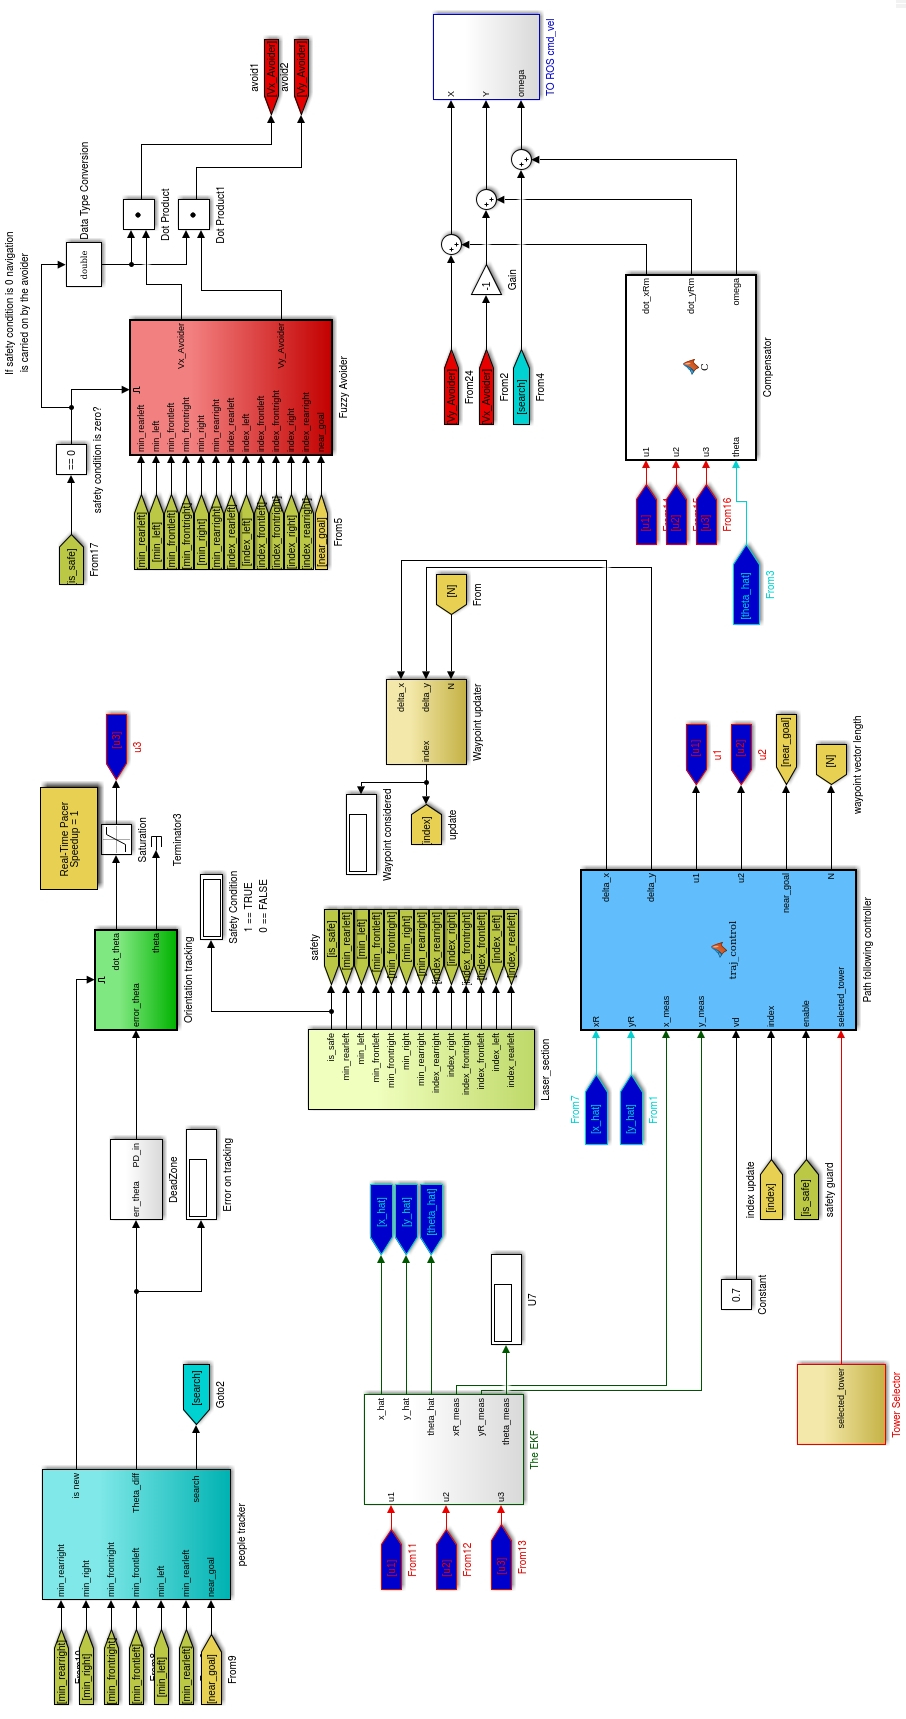 [min_rearright]
[min_right]
[min_frontright]
[min_frontleft]
[min_left]
[min_rearleft]
[near_goal]
From9
min_rearright
min_right
min_frontright
min_frontleft
min_left
min_rearleft
near_goal
is new
Theta_diff
search
people tracker
[search]
Goto2
err_theta
PD_in
DeadZone
Error on tracking
error_theta
dot_theta
theta
Orientation tracking
Real-Time Pacer
Speedup = 1
Saturation
Terminator3
[u3]
u3
[is_safe]
From17
== 0
safety condition is zero?
If safety condition is 0 navigation
is carried on by the avoider
double
Data Type Conversion
[min_rearleft]
[min_left]
[min_frontleft]
[min_frontright]
[min_right]
[min_rearright]
[index_rearleft]
[index_left]
[index_frontleft]
[index_frontright]
[index_right]
[index_rearright]
[near_goal]
From5
min_rearleft
min_left
min_frontleft
min_frontright
min_right
min_rearright
index_rearleft
index_left
index_frontleft
index_frontright
index_right
index_rearright
near_goal
Vx_Avoider
Vy_Avoider
Fuzzy Avoider
Dot Product
Dot Product1
avoid1
[Vx_Avoider]
avoid2
[Vy_Avoider]
[u1]
From11
[u2]
From12
[u3]
From13
u1
u2
u3
x_hat
y_hat
theta_hat
xR_meas
yR_meas
theta_meas
The EKF
[x_hat]
[y_hat]
[theta_hat]
U7
is_safe
min_rearleft
min_left
min_frontleft
min_frontright
min_right
min_rearright
index_rearright
index_right
index_frontright
index_frontleft
index_left
index_rearleft
Laser_section
Safety Condition
1 == TRUE
0 == FALSE
safety
[is_safe]
[min_rearleft]
[min_left]
[min_frontleft]
[min_frontright]
[min_right]
[min_rearright]
[index_rearright]
[index_right]
[index_frontright]
[index_frontleft]
[index_left]
[index_rearleft]
Waypoint considered
[index]
update
index
delta_x
delta_y
N
Waypoint updater
[N]
From
[Vy_Avoider]
From24
[Vx_Avoider]
From2
[search]
From4
-1
Gain
X
Y
omega
TO ROS cmd_vel
Tower Selector
selected_tower
0.7
Constant
index update
[index]
[is_safe]
safety guard
From7
[x_hat]
[y_hat]
From1
xR
yR
x_meas
y_meas
vd
index
enable
selected_tower
traj_control
delta_x
delta_y
u1
u2
near_goal
N
Path following controller
[u1]
u1
[u2]
u2
[near_goal]
[N]
waypoint vector length
[u1]
[u2]
[u3]
From16
[theta_hat]
From3
u1
u2
u3
theta
C
dot_xRm
dot_yRm
omega
Compensator